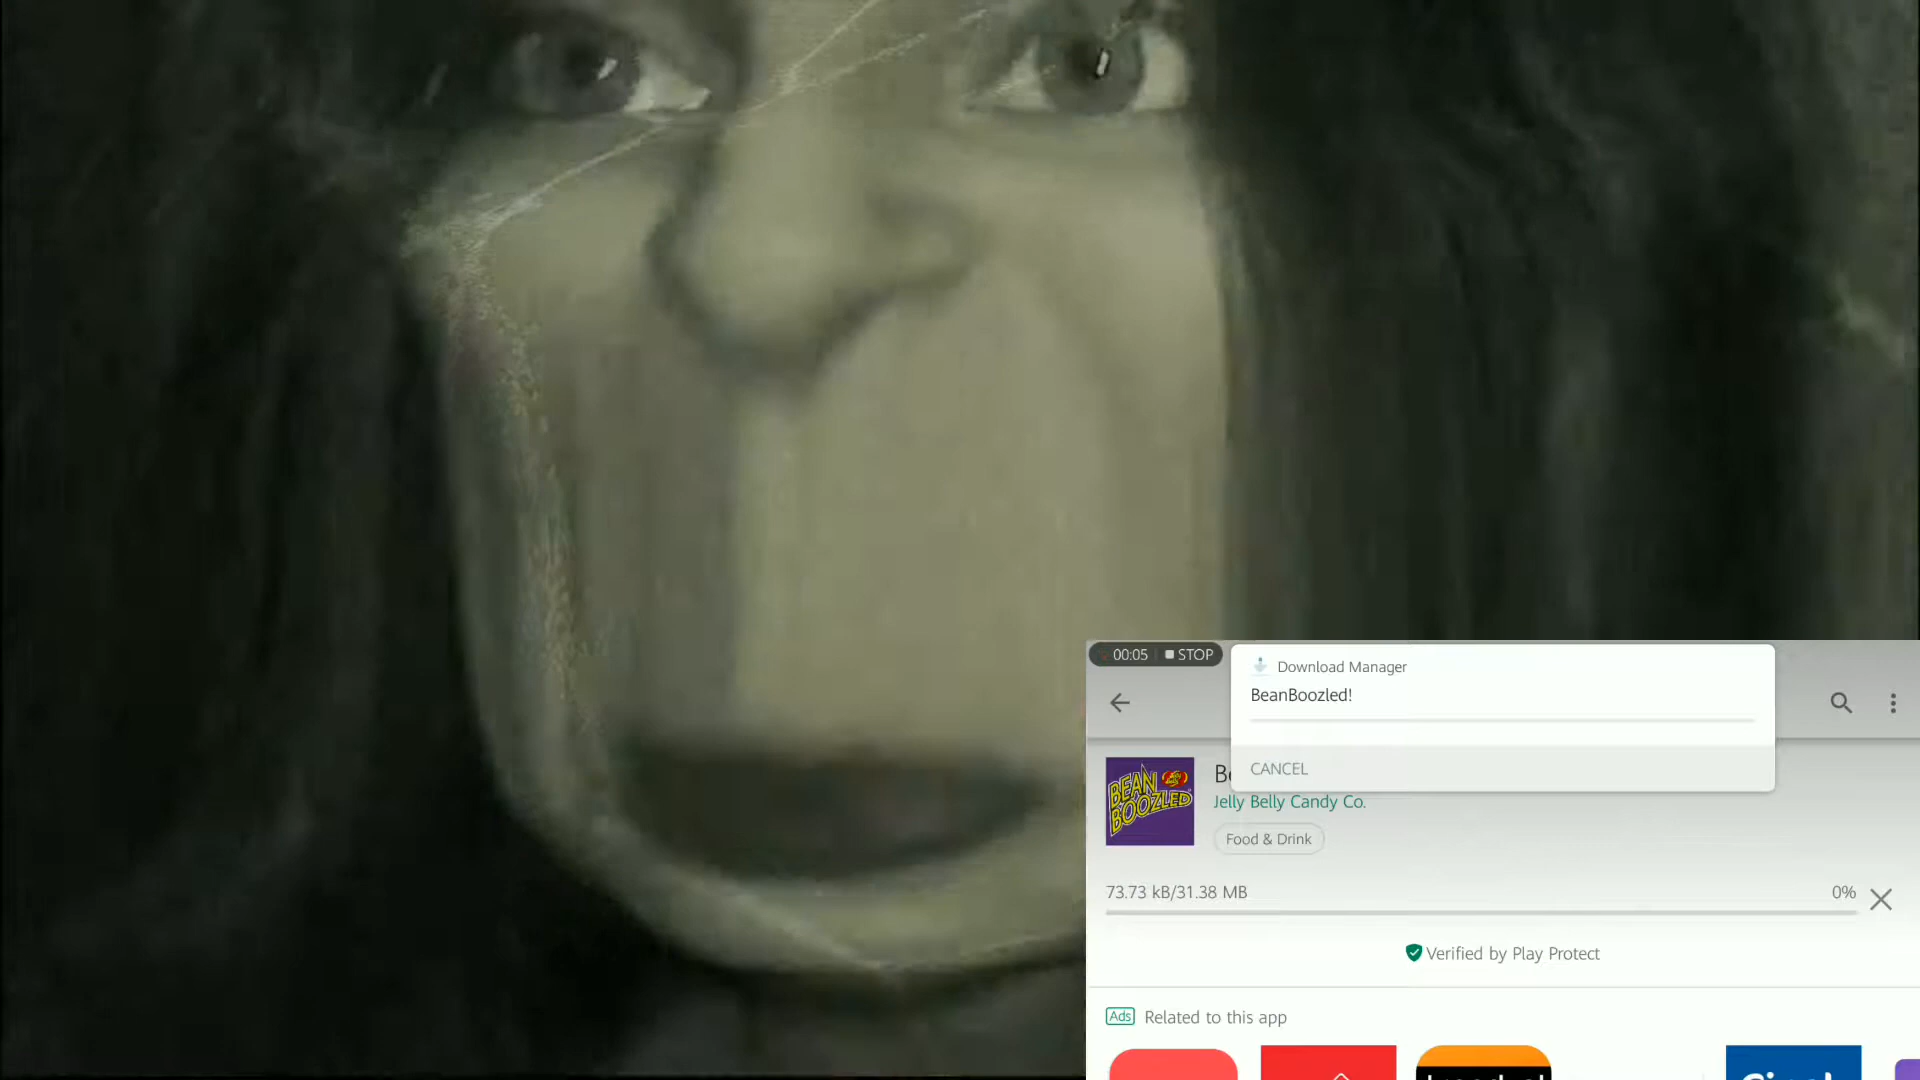 00:05 STOP
Download Manager
BeanBoozled!
CANCEL
Jelly Belly Candy Co.
Food & Drink
BEAN
BOOZLED
73.73 kB/31.38 MB 0%
Verified by Play Protect
Ads Related to this app